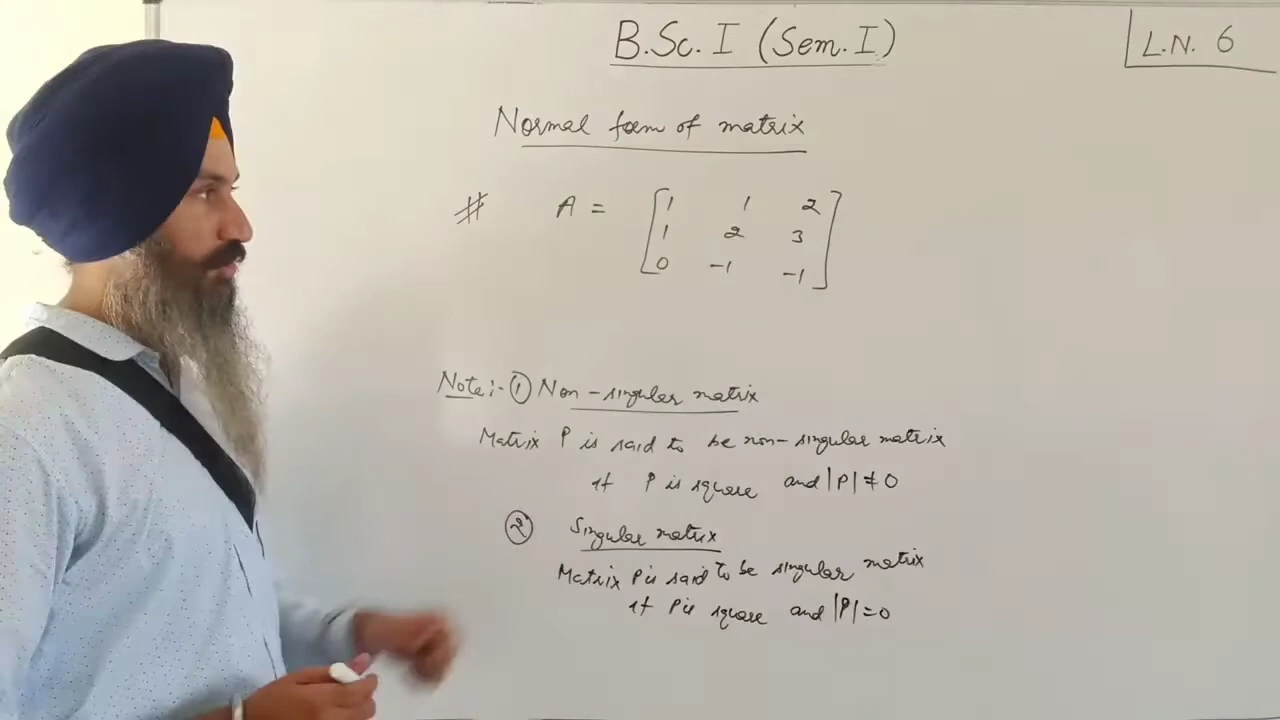 B.Sc. I (Sem. I)
L.N. 6
Normal form of matrix
# A = [1 1 2
1 2 3
0 -1 -1]
Note:- ① Non-singular matrix
Matrix P is said to be non-singular matrix
if P is square and |P| ≠ 0
② Singular matrix
Matrix P is said to be singular matrix
if P is square and |P| = 0